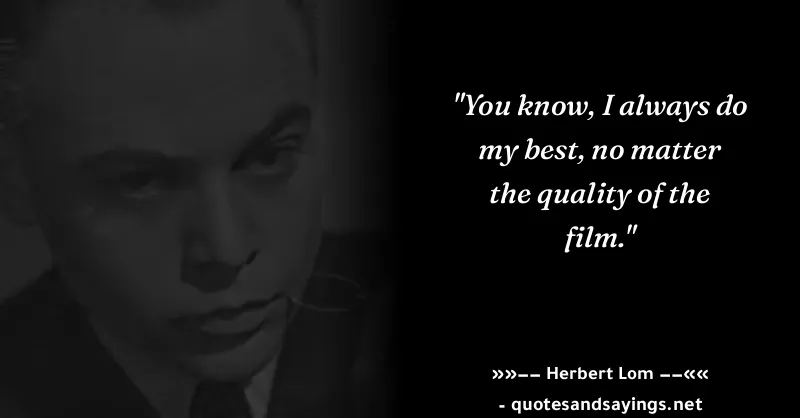 "You know, I always do
my best, no matter
the quality of the
film."
»»−− Herbert Lom −−««
- quotesandsayings.net